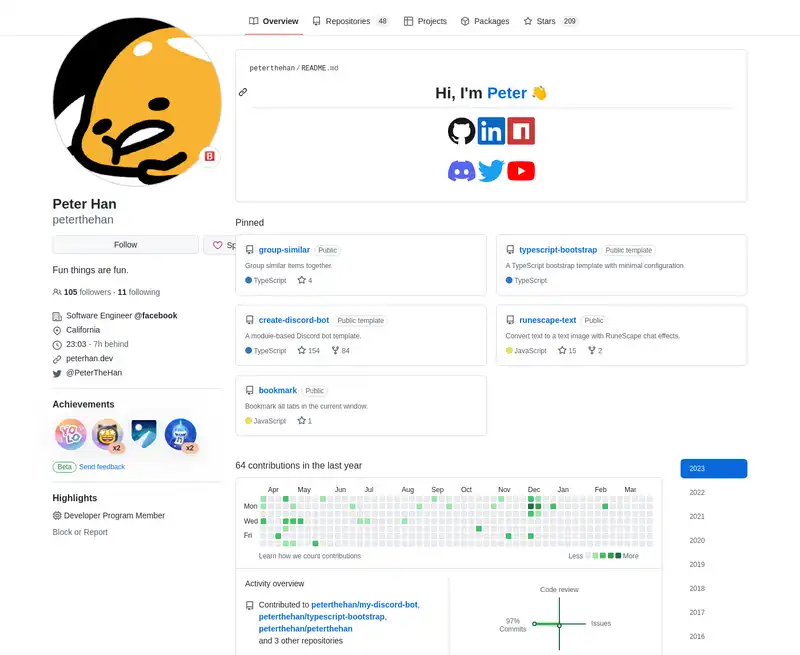 Overview
Repositories 48
Projects
Packages
Stars 209
peterthehan/README.md
Hi, I'm Peter 👋
Peter Han
peterthehan
Follow
Fun things are fun.
105 followers · 11 following
Software Engineer @facebook
California
23:03 - 7h behind
peterhan.dev
@PeterTheHan
Achievements
x2
x2
Beta Send feedback
Highlights
Developer Program Member
Block or Report
Pinned
group-similar Public
Group similar items together.
TypeScript 4
typescript-bootstrap Public template
A TypeScript bootstrap template with minimal configuration.
TypeScript
create-discord-bot Public template
A module-based Discord bot template.
TypeScript 154 84
runescape-text Public
Convert text to a text image with RuneScape chat effects.
JavaScript 15 2
bookmark Public
Bookmark all tabs in the current window.
JavaScript 1
64 contributions in the last year
Apr May Jun Jul Aug Sep Oct Nov Dec Jan Feb Mar
Mon
Wed
Fri
Learn how we count contributions
Less More
Activity overview
Contributed to peterthehan/my-discord-bot,
peterthehan/typescript-bootstrap,
peterthehan/peterthehan
and 3 other repositories
Code review
97%
Commits
Issues
2023
2022
2021
2020
2019
2018
2017
2016